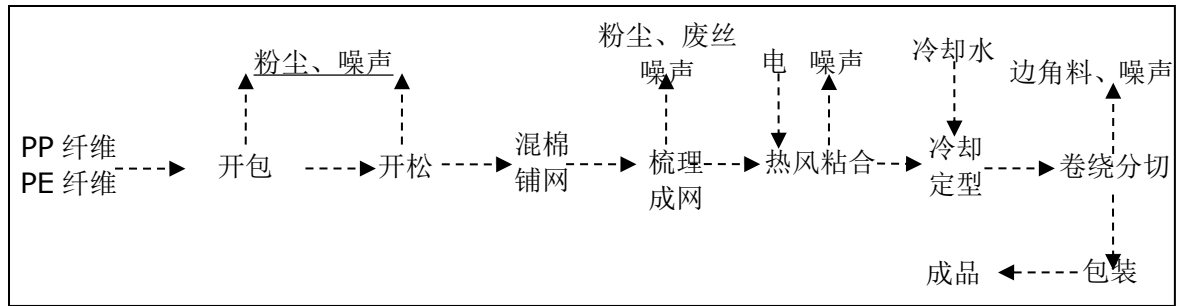 粉尘、噪声
粉尘、废丝
噪声
电
噪声
冷却水
边角料、噪声
PP 纤维
PE 纤维
开包
开松
混棉
铺网
梳理
成网
热风粘合
冷却
定型
卷绕分切
成品
包装